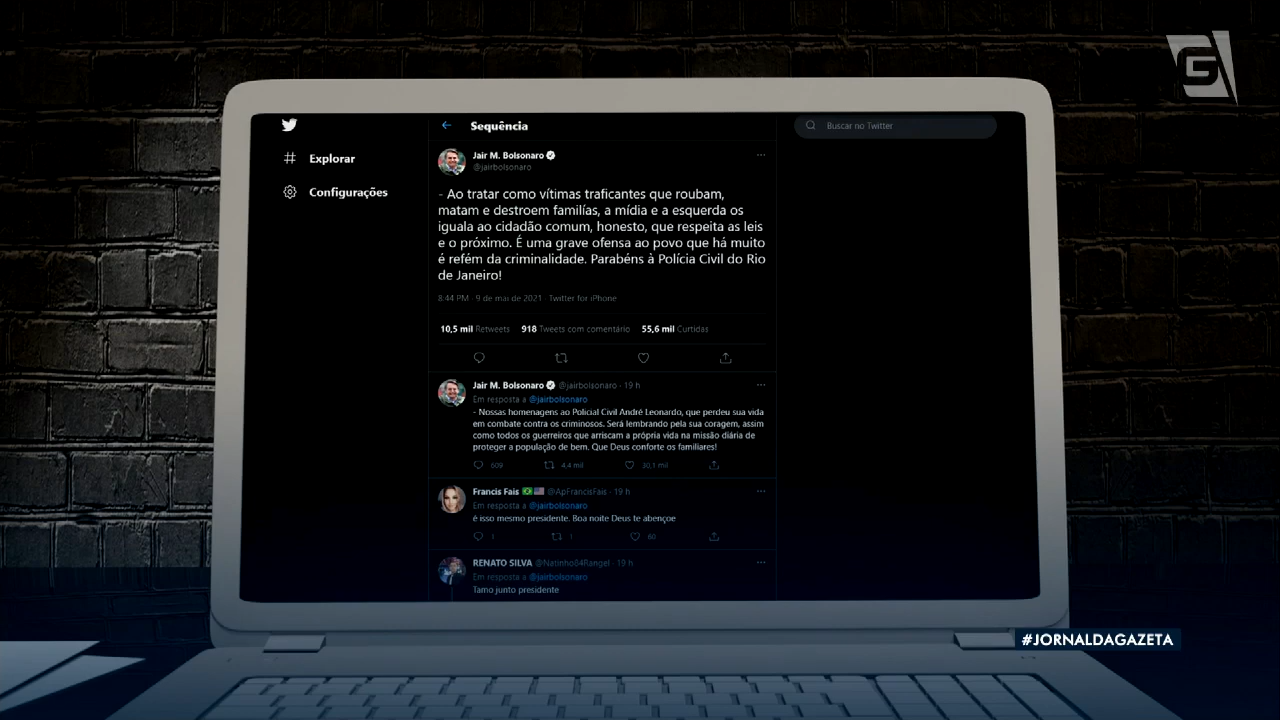 G
Sequência
Buscar no Twitter
Explorar
Configurações
Jair M. Bolsonaro
@jairbolsonaro
- Ao tratar como vítimas traficantes que roubam,
matam e destroem famílias, a mídia e a esquerda os
iguala ao cidadão comum, honesto, que respeita as leis
e o próximo. É uma grave ofensa ao povo que há muito
é refém da criminalidade. Parabéns à Polícia Civil do Rio
de Janeiro!
8:44 PM · 9 de mai de 2021 · Twitter for iPhone
10,5 mil Retweets 918 Tweets com comentário 55,6 mil Curtidas
Jair M. Bolsonaro @jairbolsonaro · 19 h
Em resposta a @jairbolsonaro
- Nossas homenagens ao Policial Civil André Leonardo, que perdeu sua vida
em combate contra os criminosos. Será lembrando pela sua coragem, assim
como todos os guerreiros que arriscam a própria vida na missão diária de
proteger a população de bem. Que Deus conforte os familiares!
609 4,4 mil 30,1 mil
Francis Fais @ApFrancisFais · 19 h
Em resposta a @jairbolsonaro
é isso mesmo presidente. Boa noite Deus te abençoe
1 1 60
RENATO SILVA @Natinho64Rangel · 19 h
Em resposta a @jairbolsonaro
Tamo junto presidente
#JORNALDAGAZETA